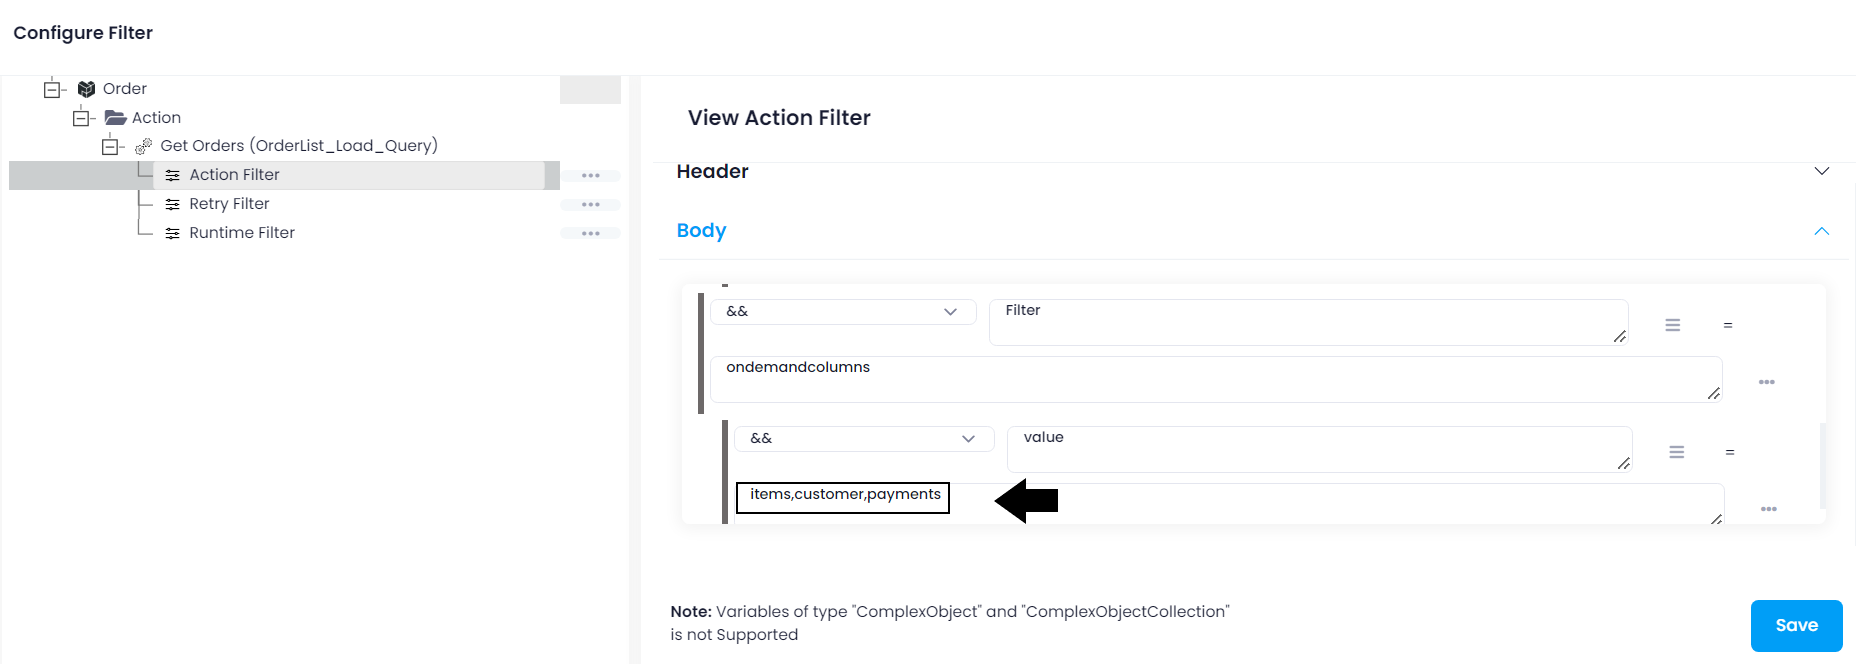 Configure Filter
Order
Action
Get Orders (OrderList_Load_Query)
Action Filter
Retry Filter
Runtime Filter
View Action Filter
Header
Body
&& Filter =
ondemandcolumns
&& value =
items,customer,payments
Note: Variables of type "ComplexObject" and "ComplexObjectCollection"
is not Supported
Save